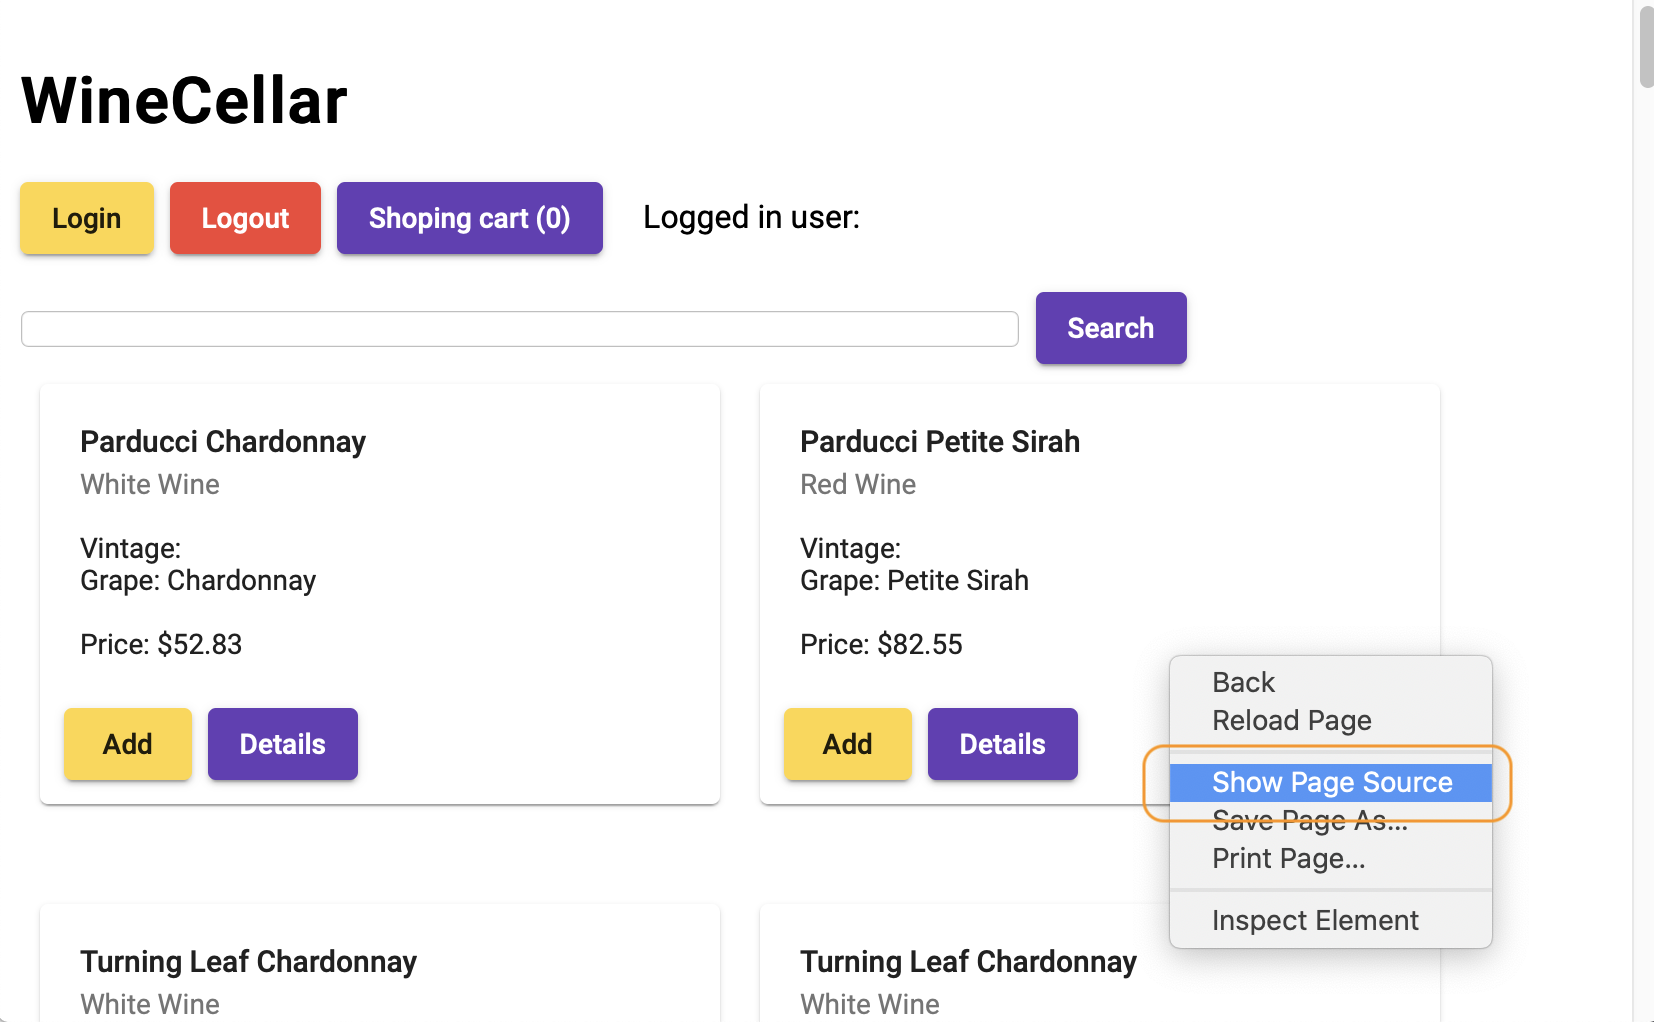 WineCellar
Login Logout Shoping cart (0) Logged in user:
Search
Parducci Chardonnay
White Wine
Vintage:
Grape: Chardonnay
Price: $52.83
Add Details
Parducci Petite Sirah
Red Wine
Vintage:
Grape: Petite Sirah
Price: $82.55
Add Details
Back
Reload Page
Show Page Source
Save Page As...
Print Page...
Inspect Element
Turning Leaf Chardonnay
White Wine
Turning Leaf Chardonnay
White Wine